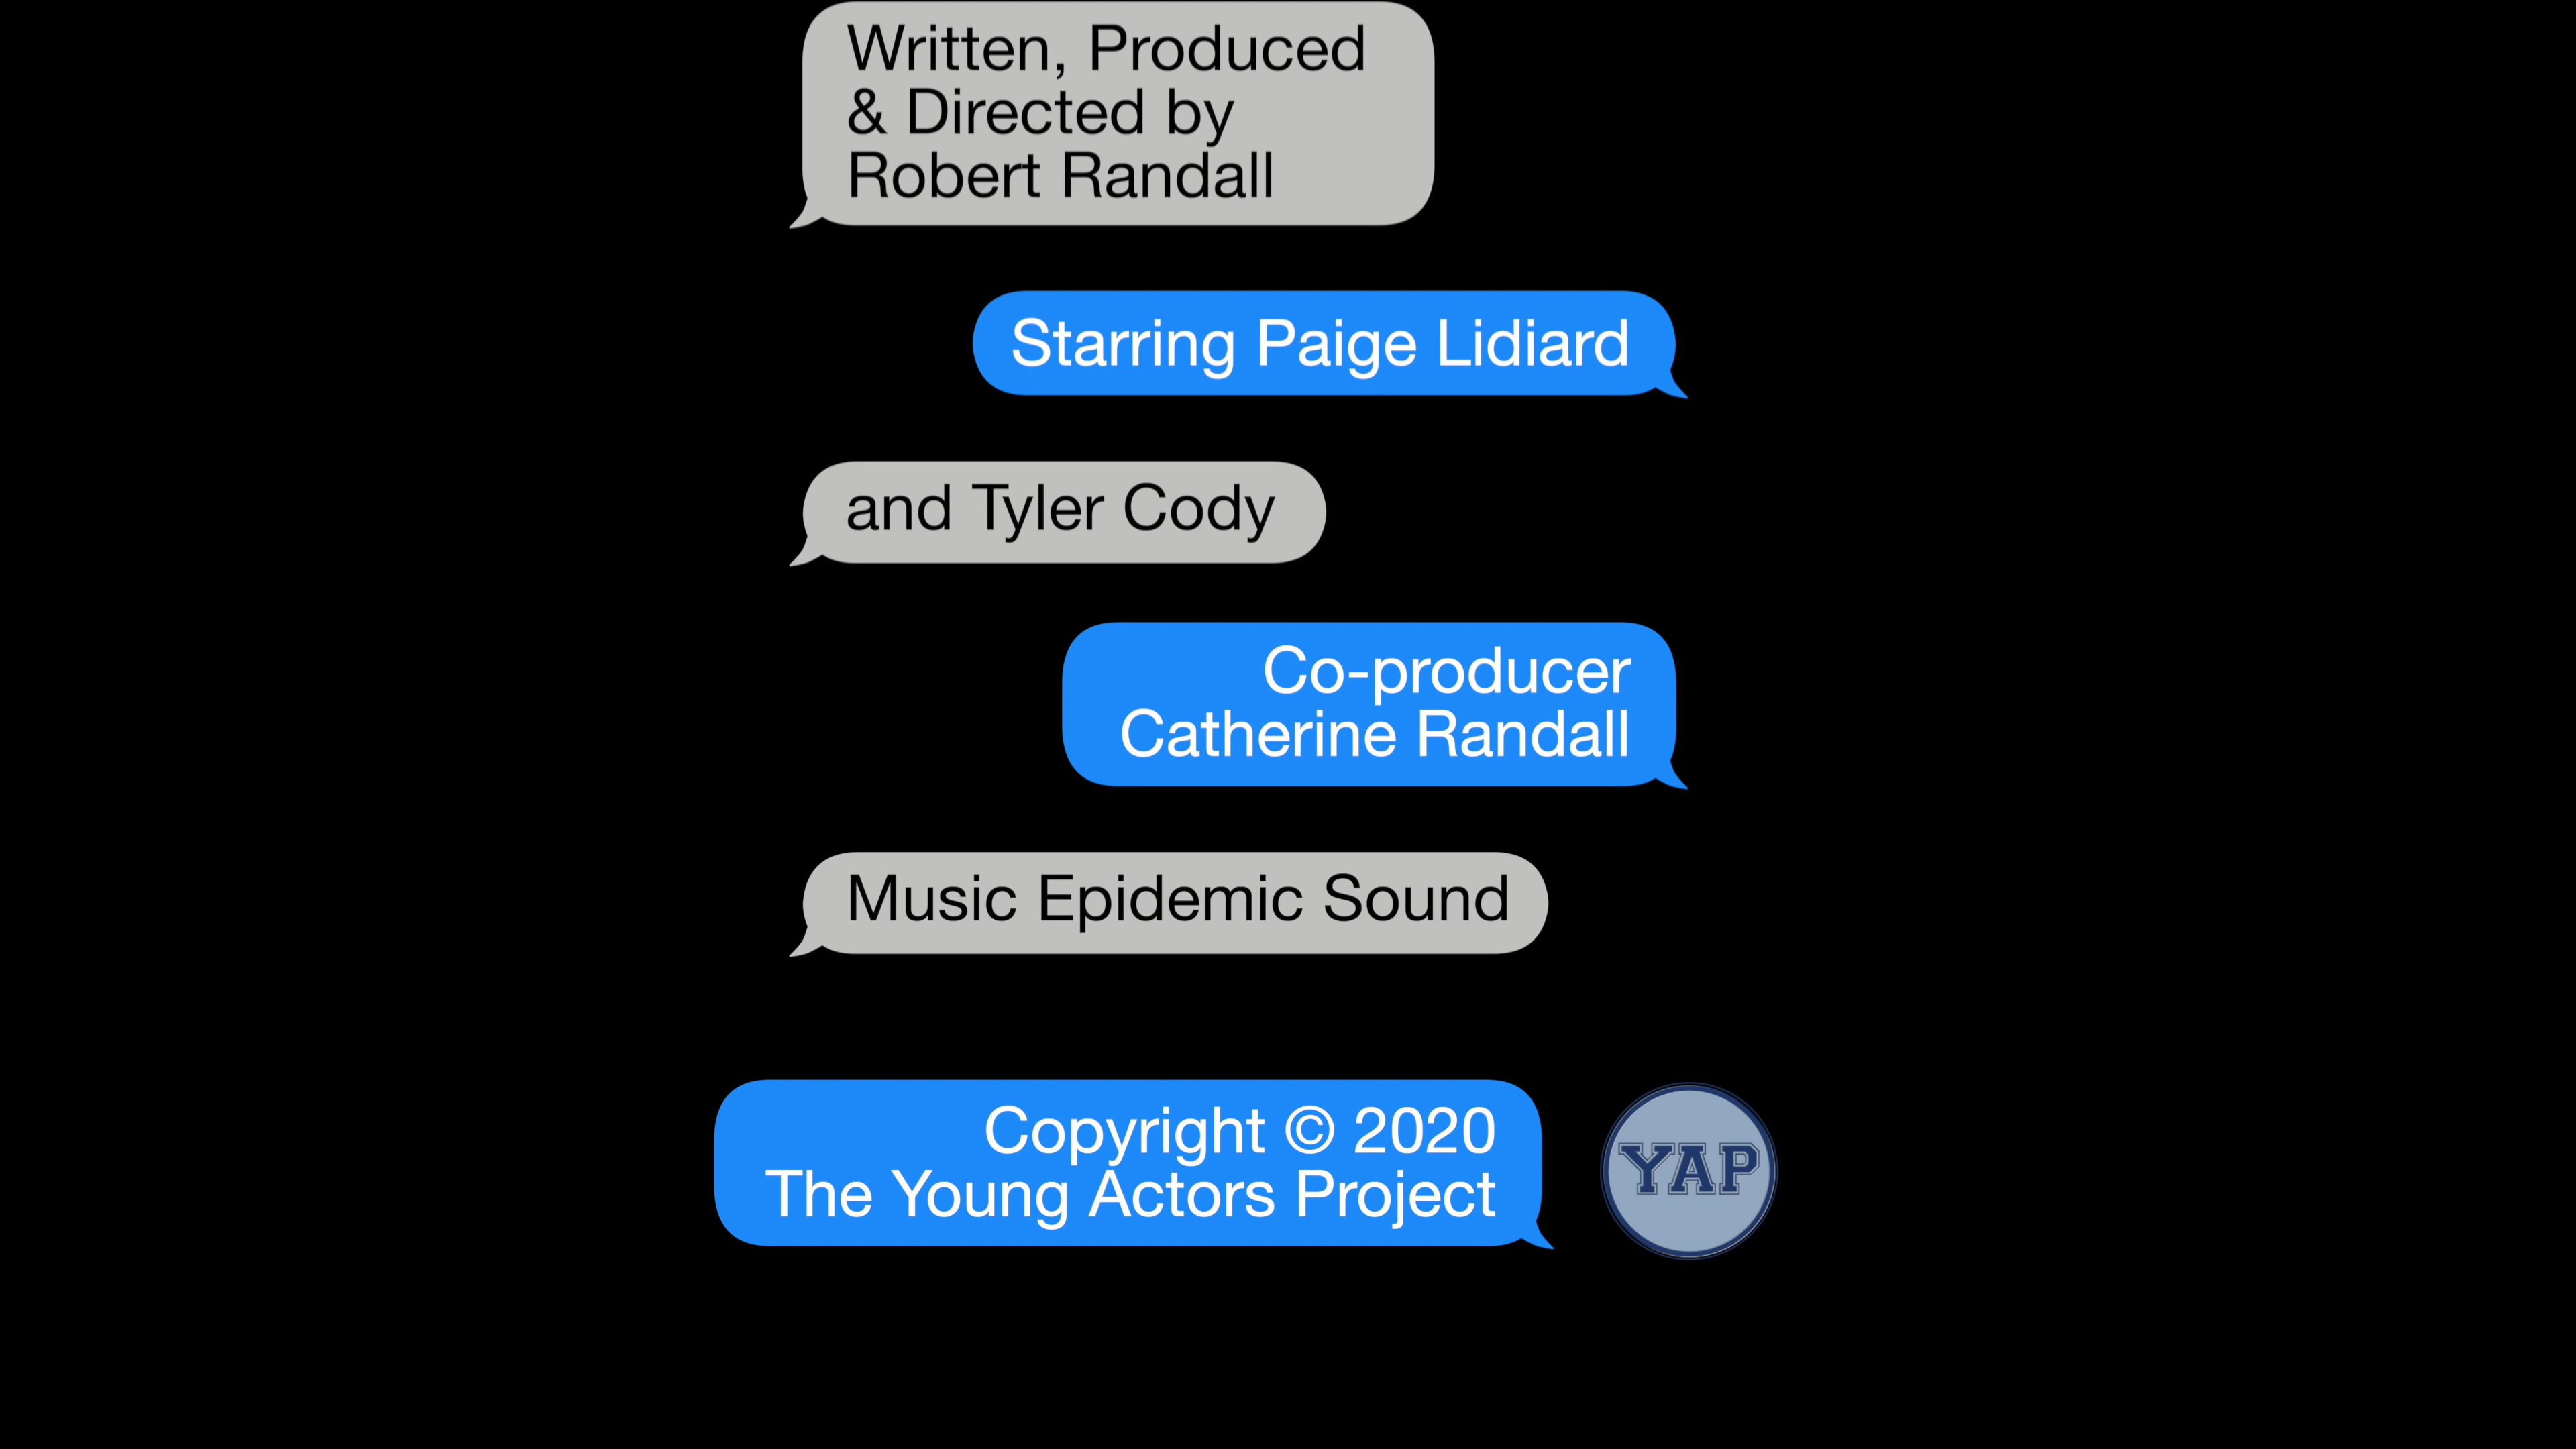 Written, Produced
& Directed by
Robert Randall
Starring Paige Lidiard
and Tyler Cody
Co-producer
Catherine Randall
Music Epidemic Sound
Copyright © 2020
The Young Actors Project
YAP